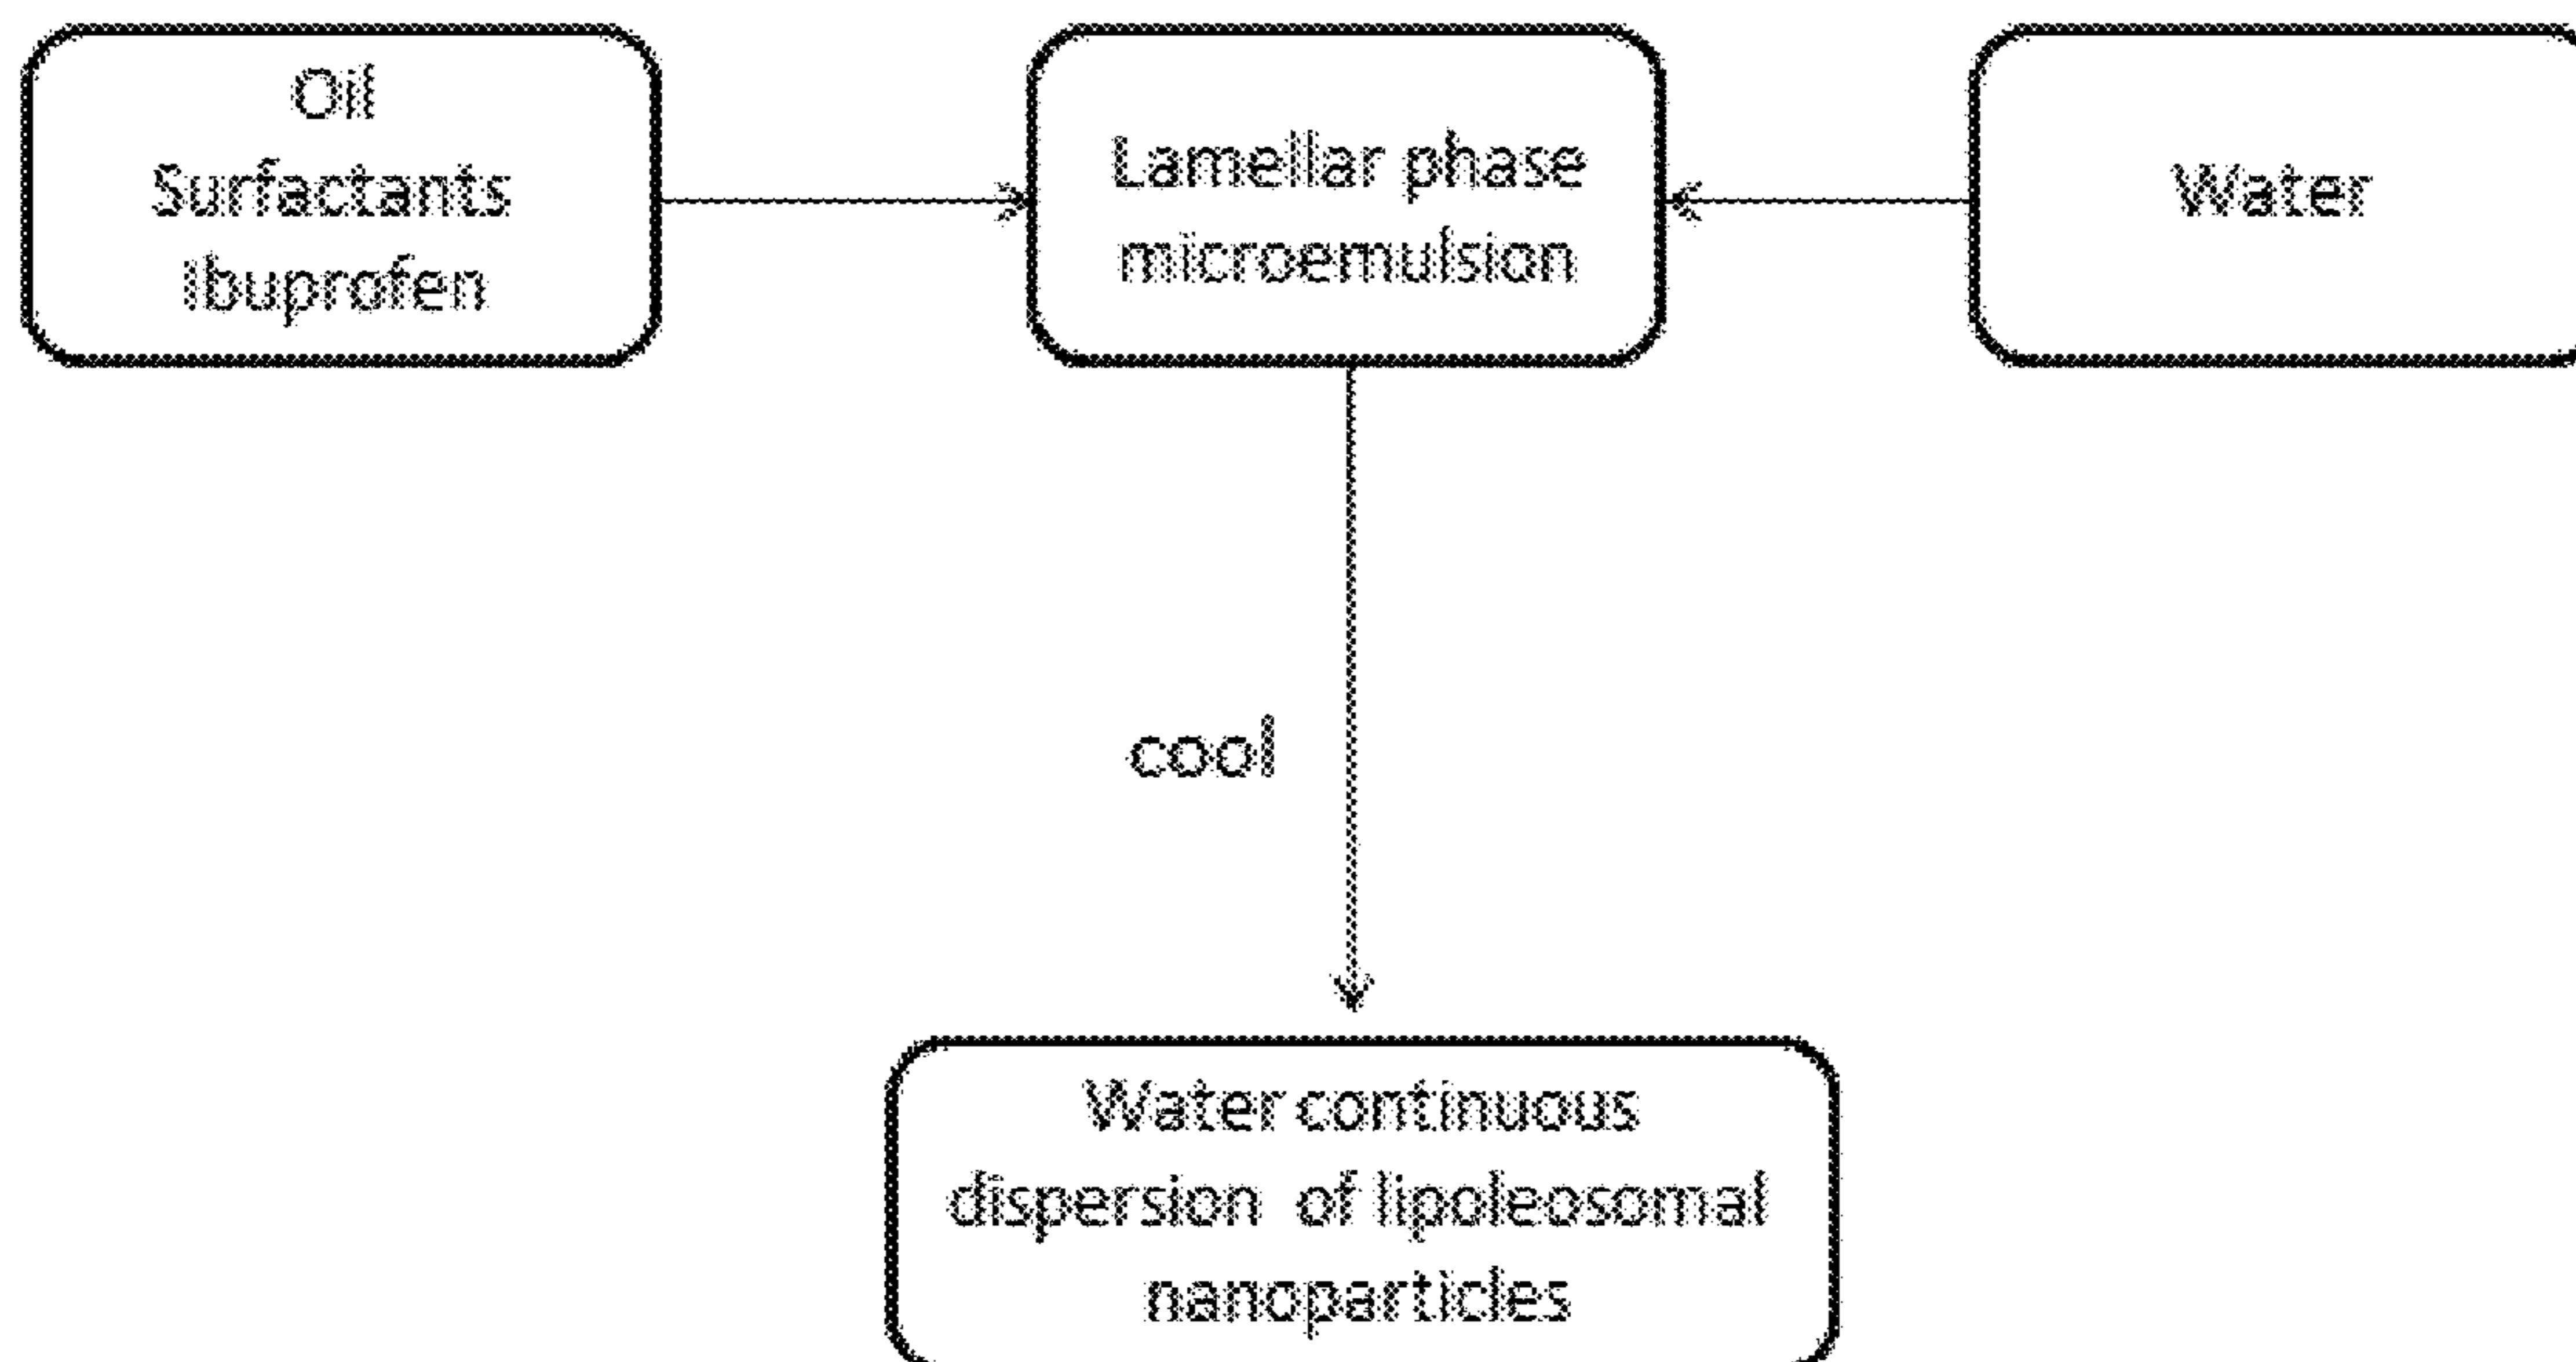 Oil
Surfactants
Ibuprofen
Lamellar phase
microemulsion
Water
cool
Water continuous
dispersion of lipoleosomal
nanoparticles